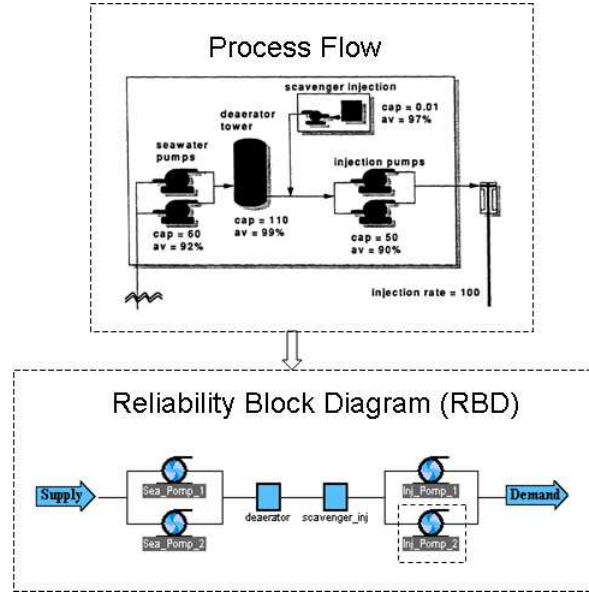 Process Flow
scavenger injection
cap = 0.01
av = 97%
deaerator
tower
seawater
pumps
injection pumps
cap = 60
av = 92%
cap = 110
av = 99%
cap = 50
av = 90%
injection rate = 100
Reliability Block Diagram (RBD)
Supply
Sea_Pomp_1
Sea_Pomp_2
deaerator
scavenger_inj
Inj_Pomp_1
Inj_Pomp_2
Demand